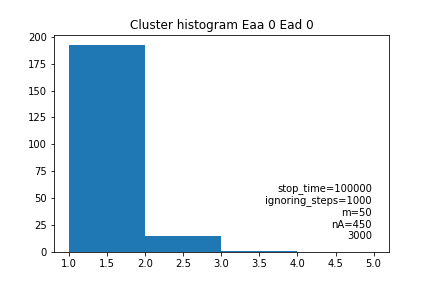 Cluster histogram Eaa 0 Ead 0
200
175
150
125
100
75
50
25
0
stop_time=100000
ignoring_steps=1000
m=50
nA=450
3000
1.0 1.5 2.0 2.5 3.0 3.5 4.0 4.5 5.0